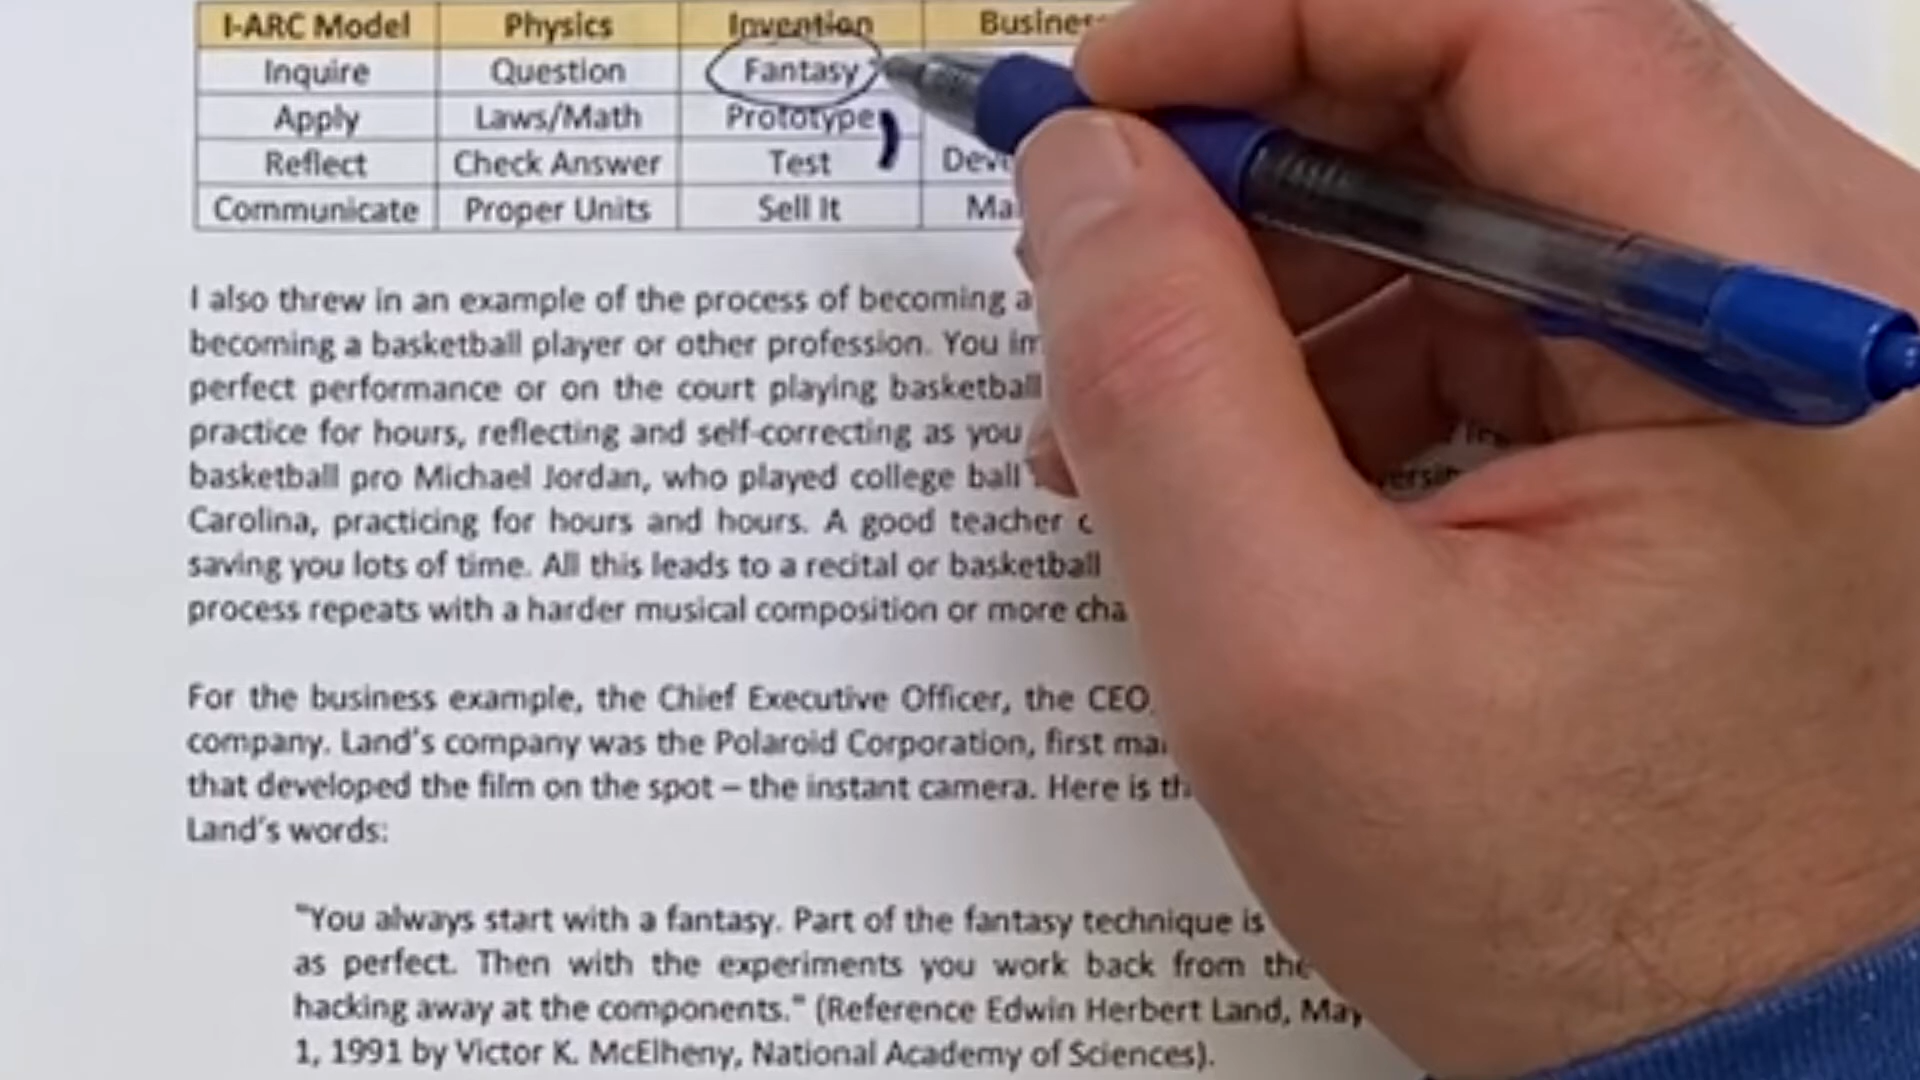 I-ARC Model Physics Invention
Inquire Question Fantasy
Apply Laws/Math Prototype
Reflect Check Answer Test
Communicate Proper Units Sell It
I also threw in an example of the process of becoming a
becoming a basketball player or other profession. You
perfect performance or on the court playing basketball
practice for hours, reflecting and self-correcting as you
basketball pro Michael Jordan, who played college ball
Carolina, practicing for hours and hours. A good teacher
saving you lots of time. All this leads to a recital or basketball
process repeats with a harder musical composition or more
For the business example, the Chief Executive Officer, the CEO
company. Land's company was the Polaroid Corporation, first
that developed the film on the spot – the instant camera. Here is
Land's words:
"You always start with a fantasy. Part of the fantasy technique is
as perfect. Then with the experiments you work back from the
hacking away at the components." (Reference Edwin Herbert Land, May
1, 1991 by Victor K. McElheny, National Academy of Sciences).